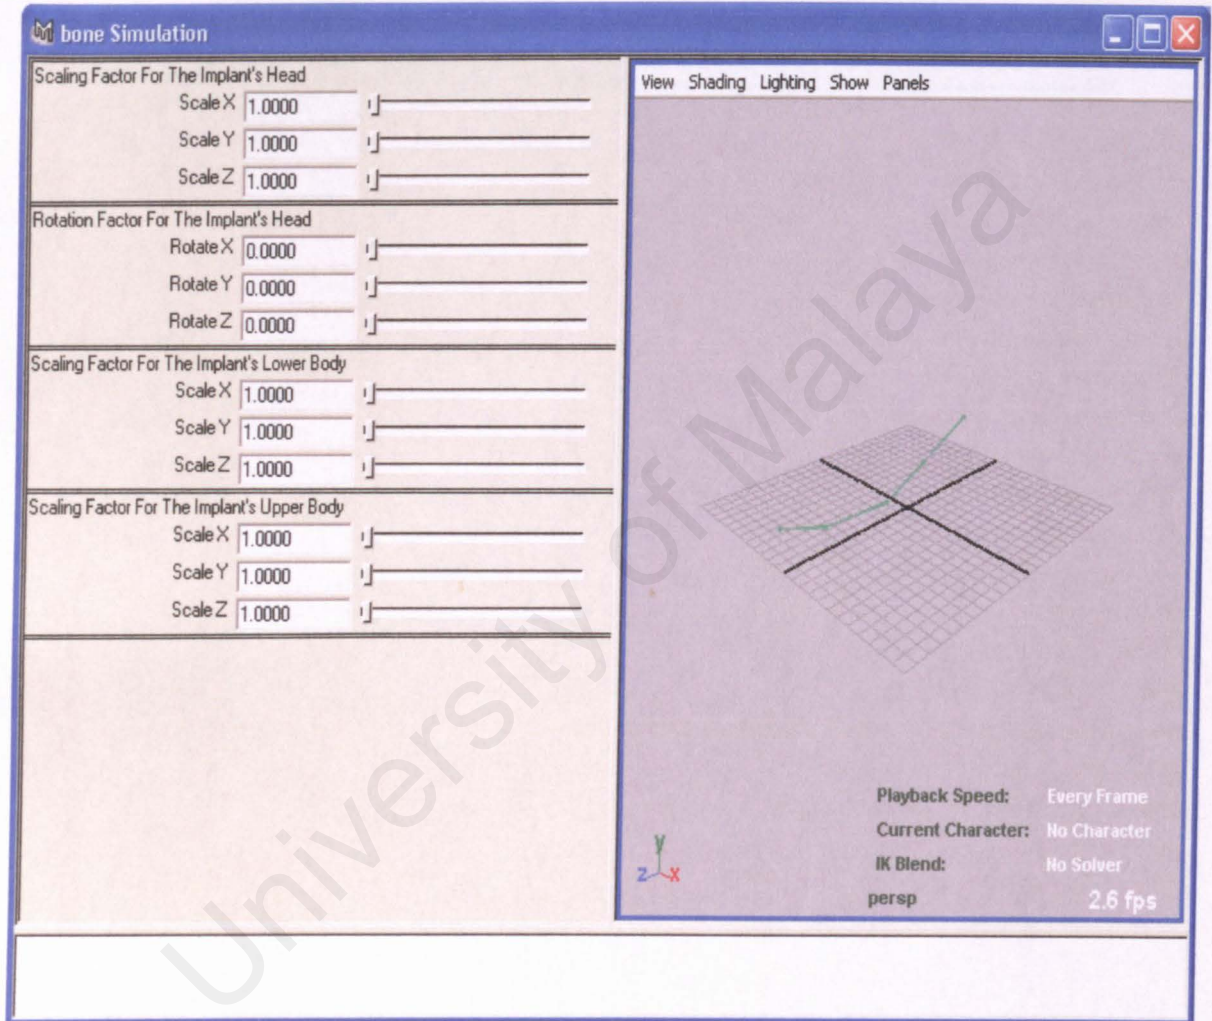 bone Simulation
Scaling Factor For The Implant's Head
Scale X 1.0000
Scale Y 1.0000
Scale Z 1.0000
Rotation Factor For The Implant's Head
Rotate X 0.0000
Rotate Y 0.0000
Rotate Z 0.0000
Scaling Factor For The Implant's Lower Body
Scale X 1.0000
Scale Y 1.0000
Scale Z 1.0000
Scaling Factor For The Implant's Upper Body
Scale X 1.0000
Scale Y 1.0000
Scale Z 1.0000
View Shading Lighting Show Panels
Playback Speed: Every Frame
Current Character: No Character
IK Blend: No Solver
persp 2.6 fps
y
z x
University of Malaya